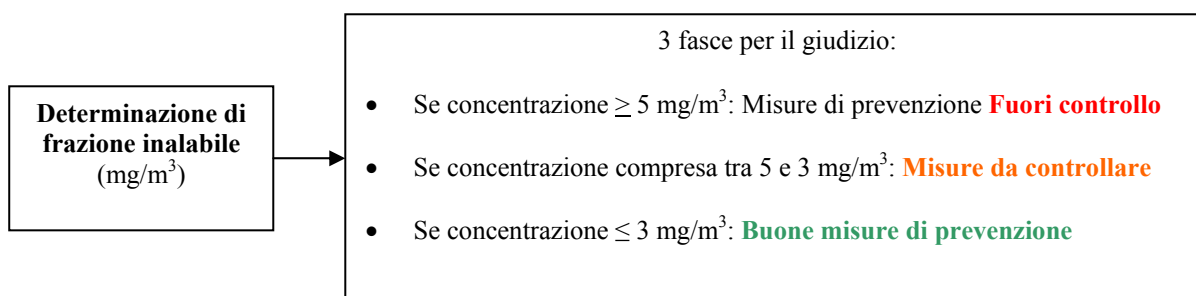 Determinazione di
frazione inalabile
(mg/m³)
3 fasce per il giudizio:
• Se concentrazione ≥ 5 mg/m³: Misure di prevenzione Fuori controllo
• Se concentrazione compresa tra 5 e 3 mg/m³: Misure da controllare
• Se concentrazione ≤ 3 mg/m³: Buone misure di prevenzione